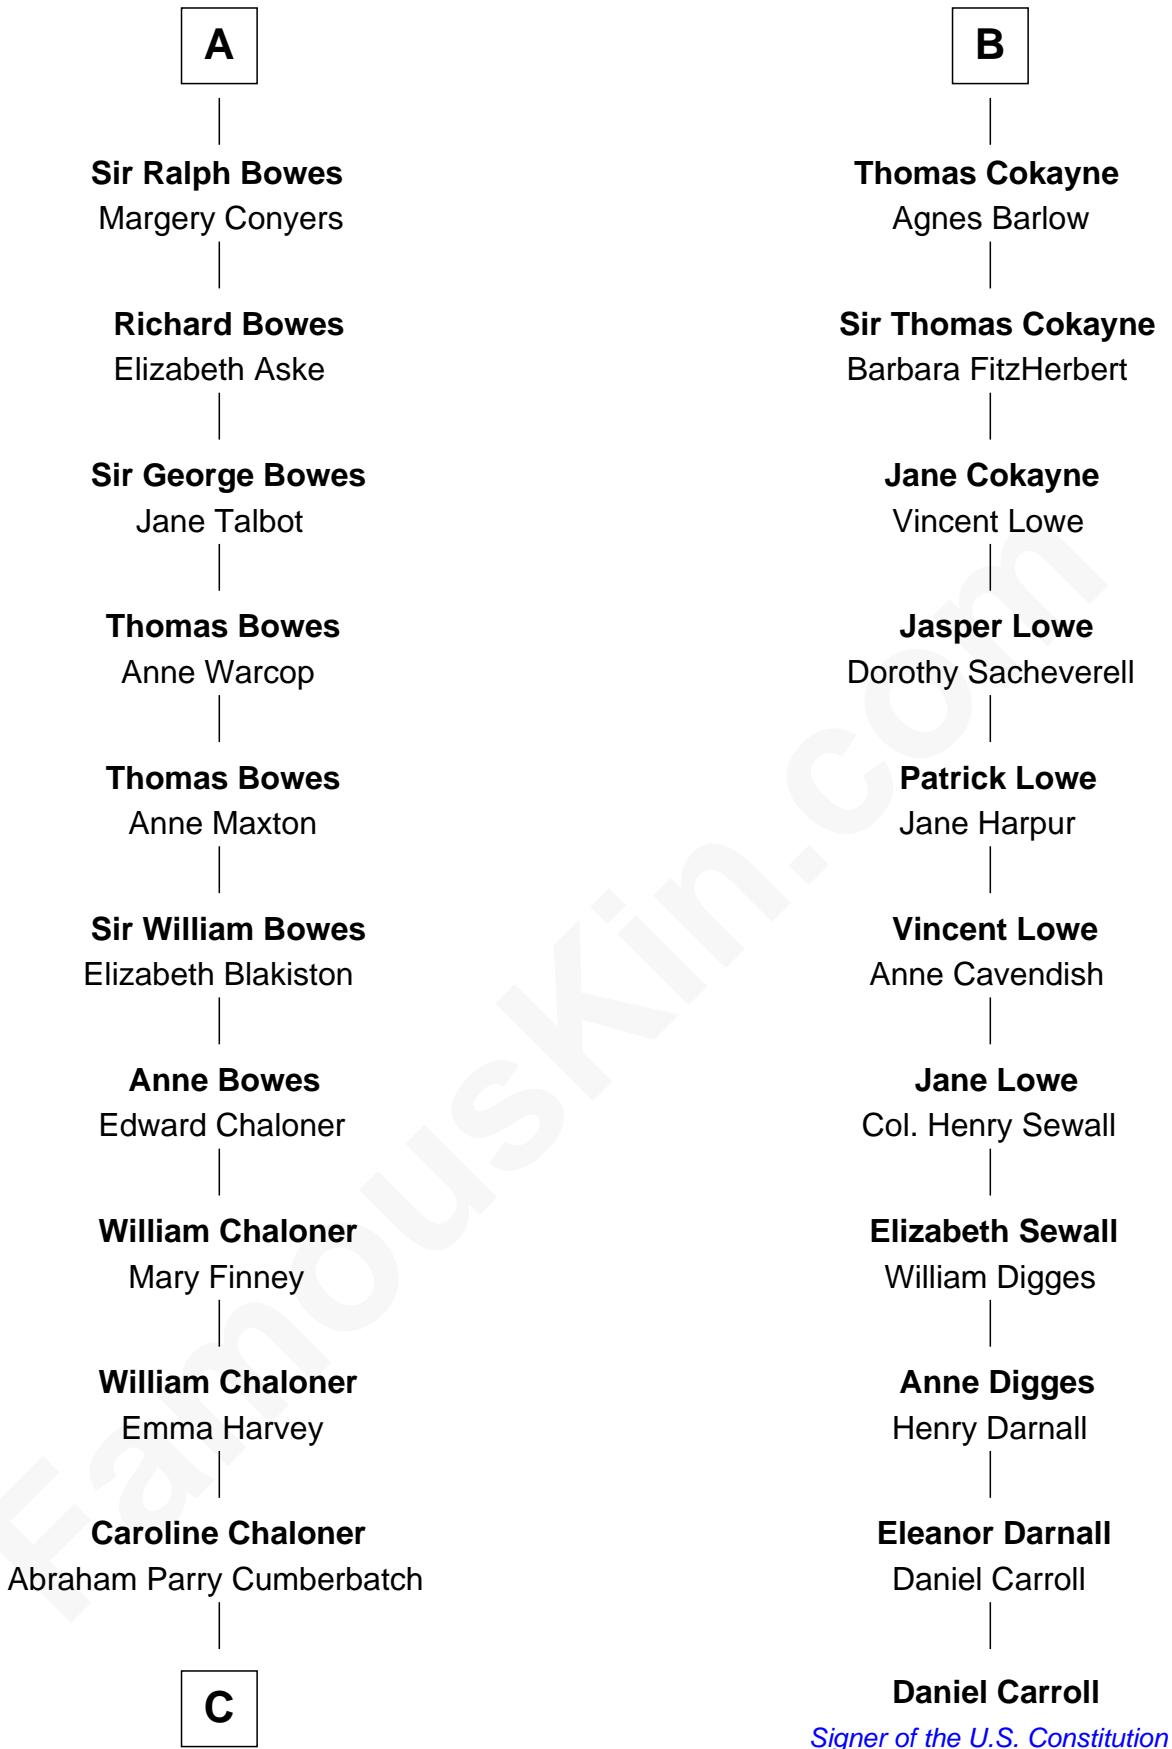 A
Sir Ralph Bowes
Margery Conyers
Richard Bowes
Elizabeth Aske
Sir George Bowes
Jane Talbot
Thomas Bowes
Anne Warcop
Thomas Bowes
Anne Maxton
Sir William Bowes
Elizabeth Blakiston
Anne Bowes
Edward Chaloner
William Chaloner
Mary Finney
William Chaloner
Emma Harvey
Caroline Chaloner
Abraham Parry Cumberbatch
C
B
Thomas Cokayne
Agnes Barlow
Sir Thomas Cokayne
Barbara FitzHerbert
Jane Cokayne
Vincent Lowe
Jasper Lowe
Dorothy Sacheverell
Patrick Lowe
Jane Harpur
Vincent Lowe
Anne Cavendish
Jane Lowe
Col. Henry Sewall
Elizabeth Sewall
William Digges
Anne Digges
Henry Darnall
Eleanor Darnall
Daniel Carroll
Daniel Carroll
Signer of the U.S. Constitution
FamousKin.com